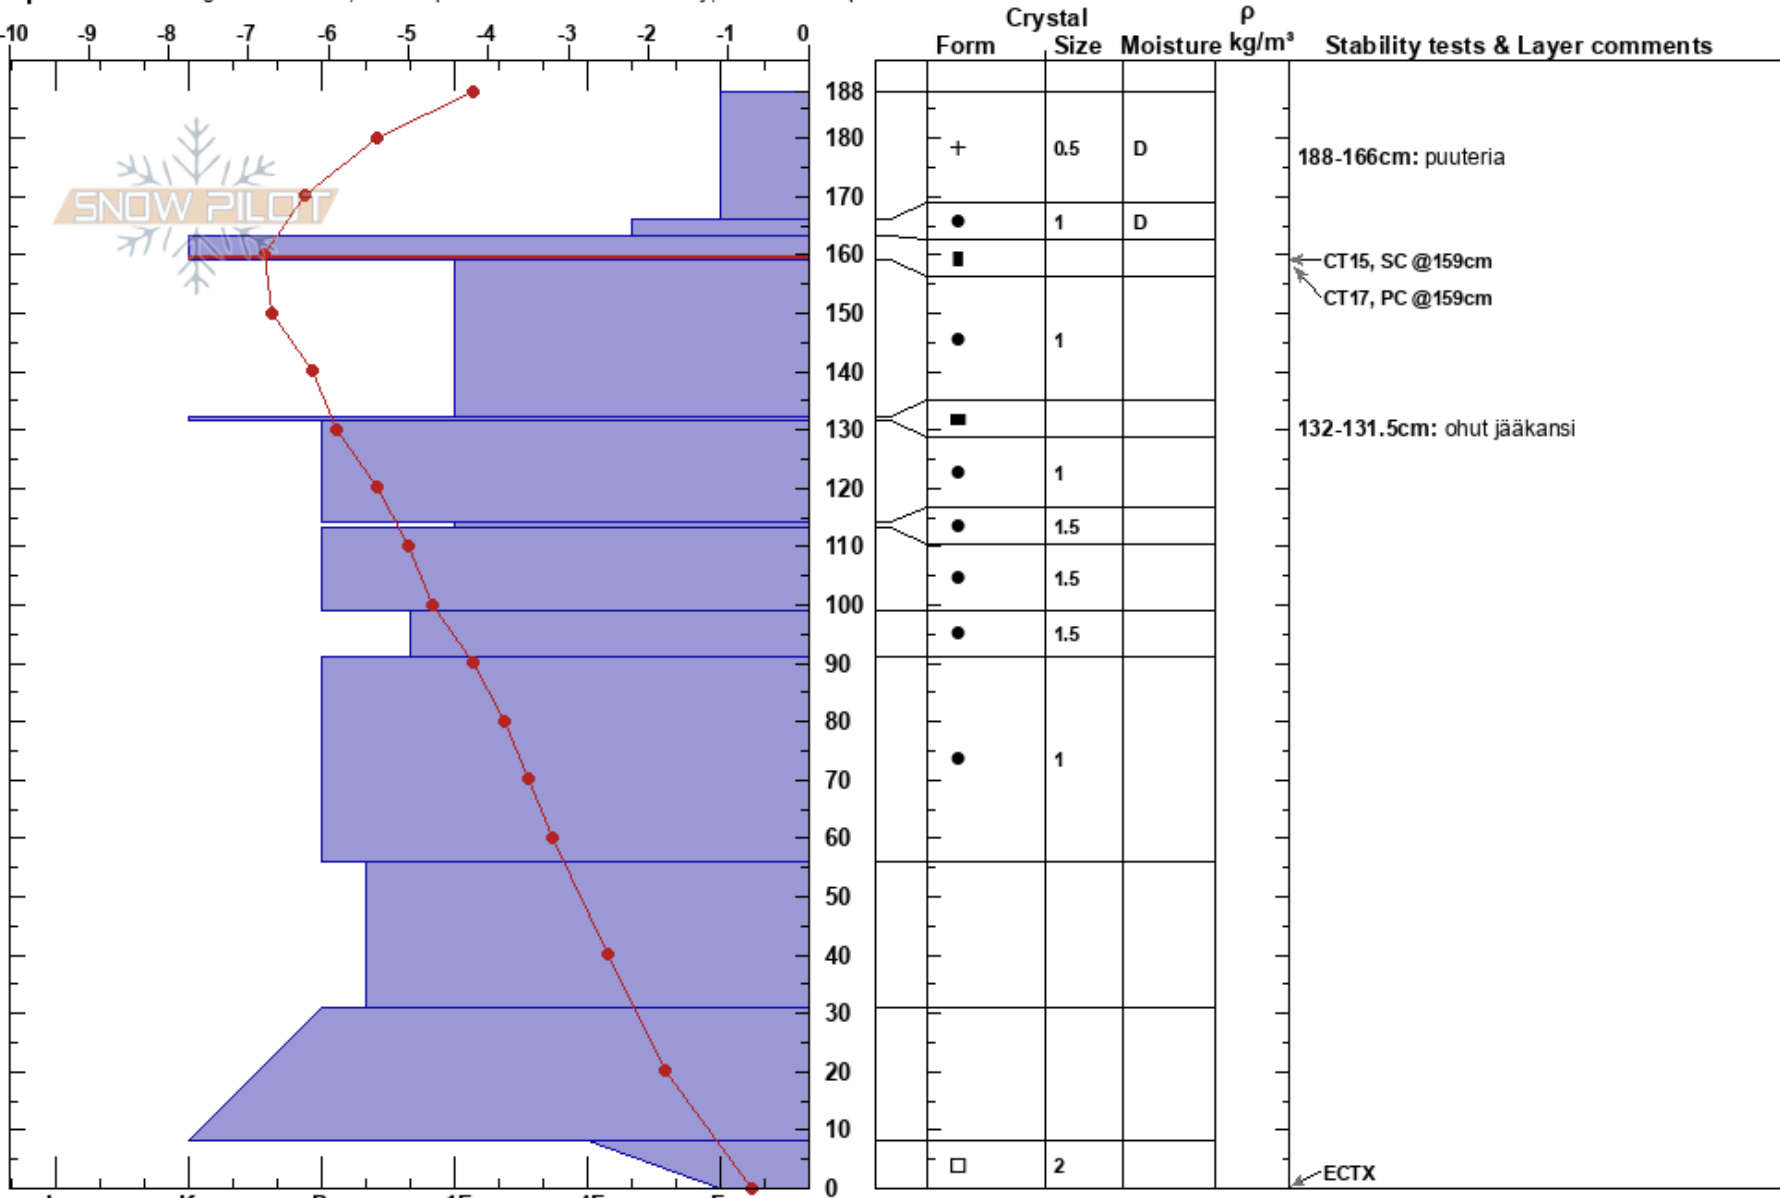 Crystal ρ
-10 -9 -8 -7 -6 -5 -4 -3 -2 -1 0 Form Size Moisture kg/m³ Stability tests & Layer comments
188
180 + 0.5 D 188-166cm: puuteria
170
SNOW PILOT
1 D
160 CT15, SC @159cm
CT17, PC @159cm
150
1
140
130 132-131.5cm: ohut jääkansi
120 1
1.5
110
1.5
100
1.5
90
80
70 1
60
50
40
30
20
10
2
0 ECTX